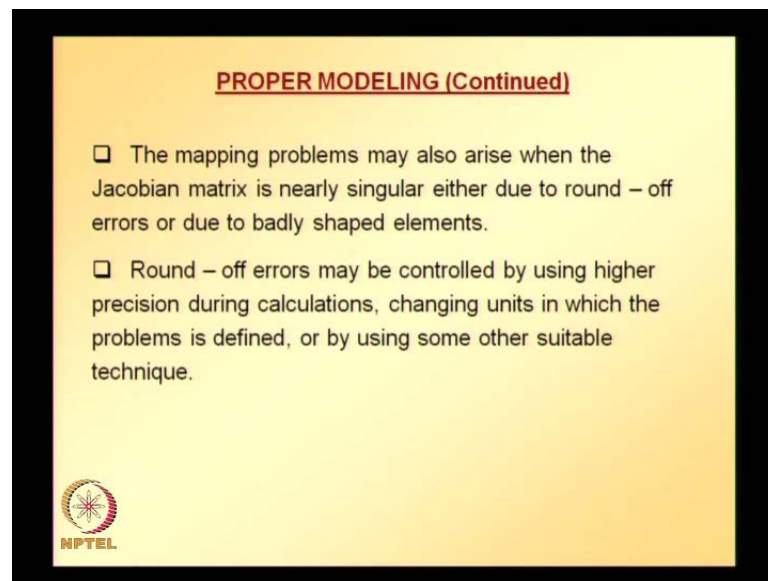 PROPER MODELING (Continued)
❑ The mapping problems may also arise when the
Jacobian matrix is nearly singular either due to round – off
errors or due to badly shaped elements.
❑ Round – off errors may be controlled by using higher
precision during calculations, changing units in which the
problems is defined, or by using some other suitable
technique.
NPTEL